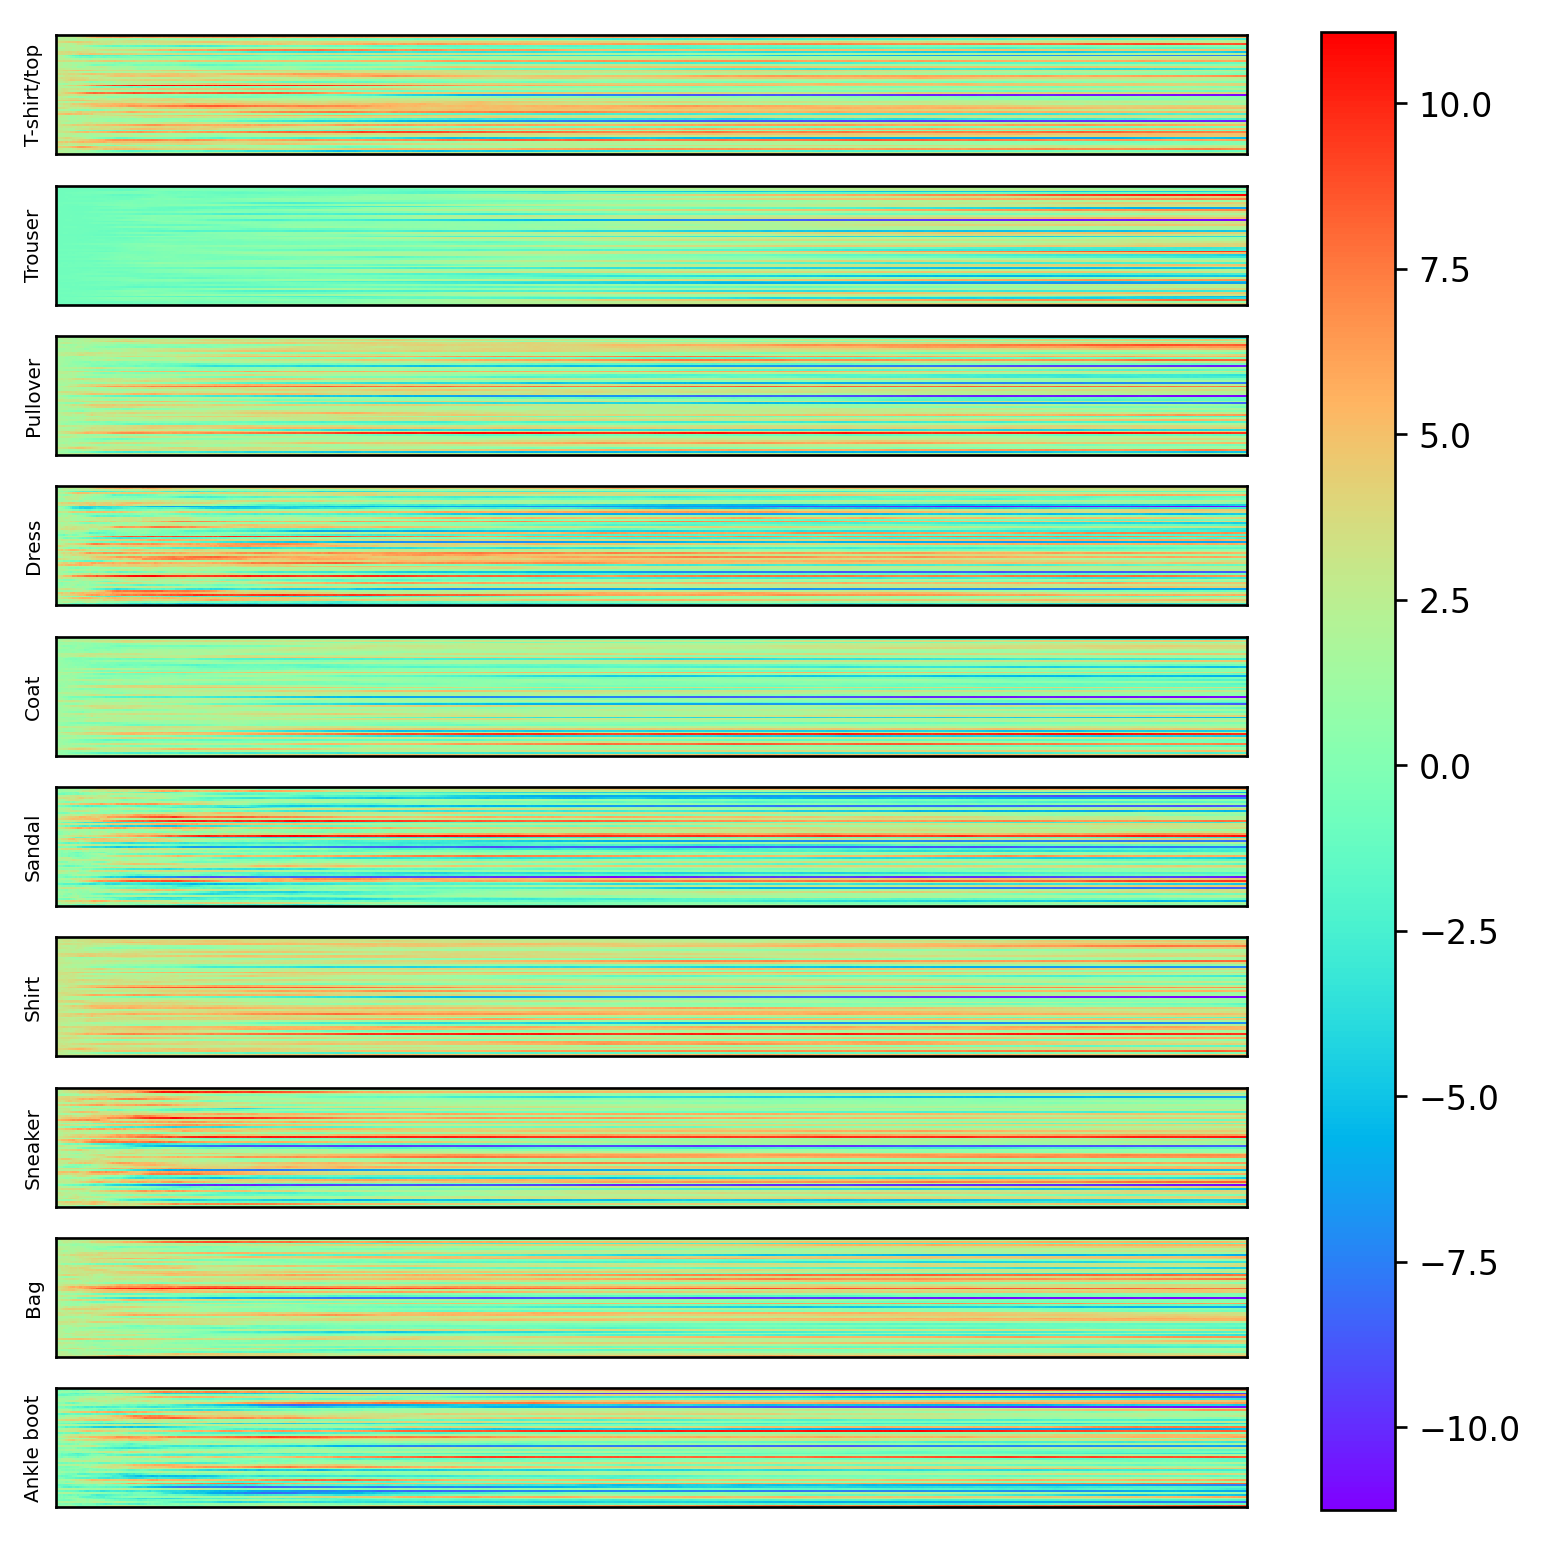 T-shirt/top
Trouser
Pullover
Dress
Coat
Sandal
Shirt
Sneaker
Bag
Ankle boot
10.0
7.5
5.0
2.5
0.0
−2.5
−5.0
−7.5
−10.0